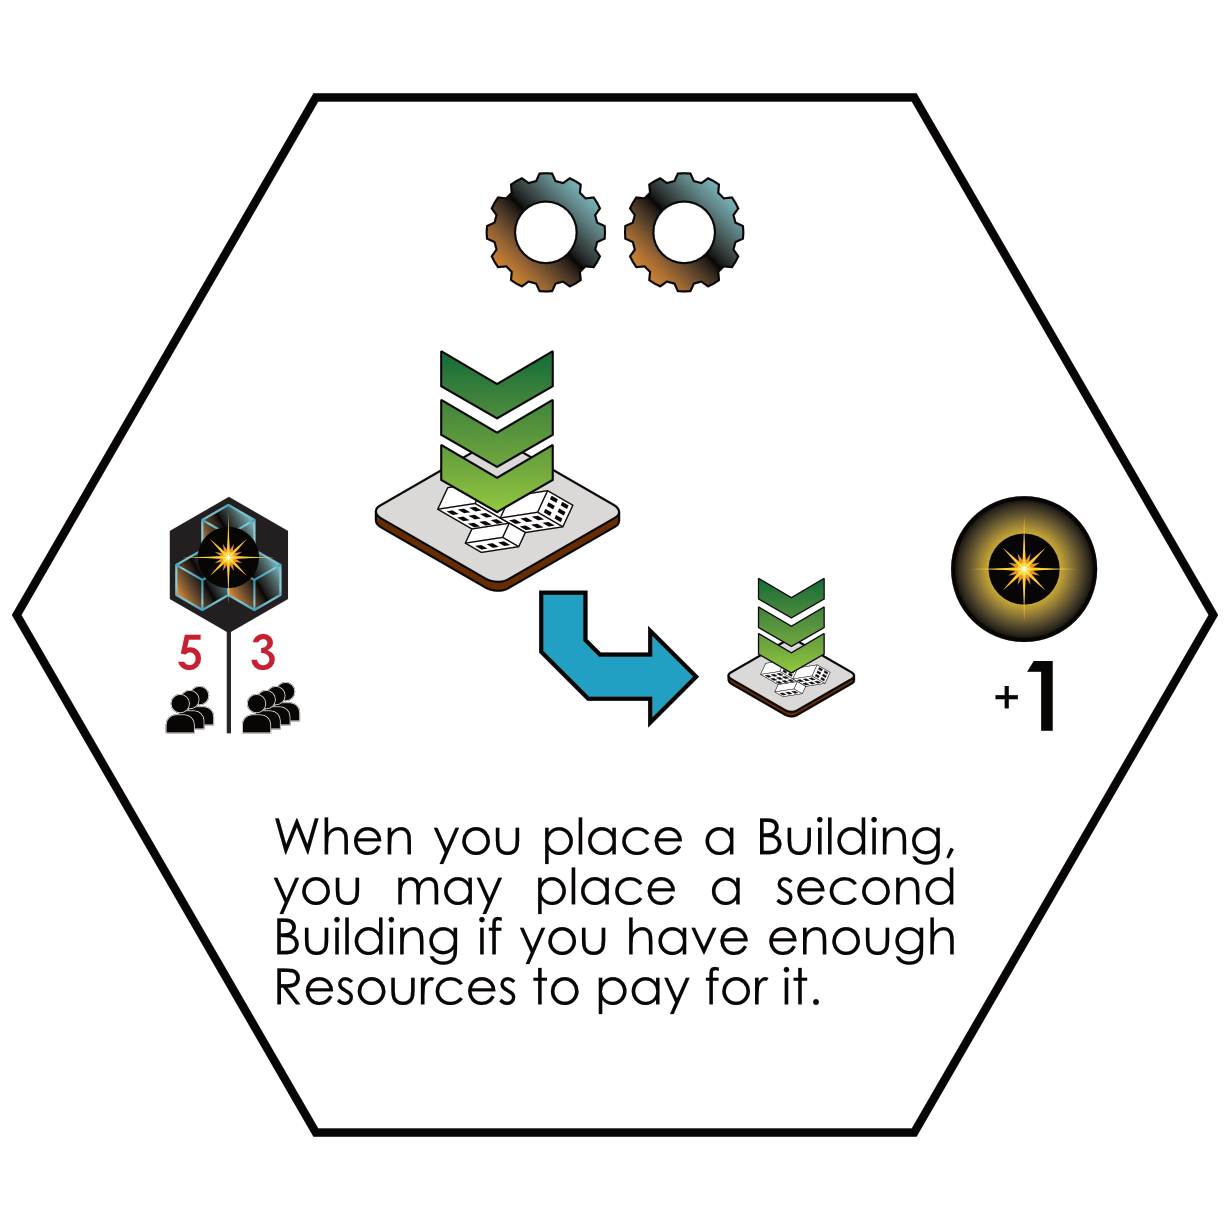 5 3
+1
When you place a Building,
you may place a second
Building if you have enough
Resources to pay for it.